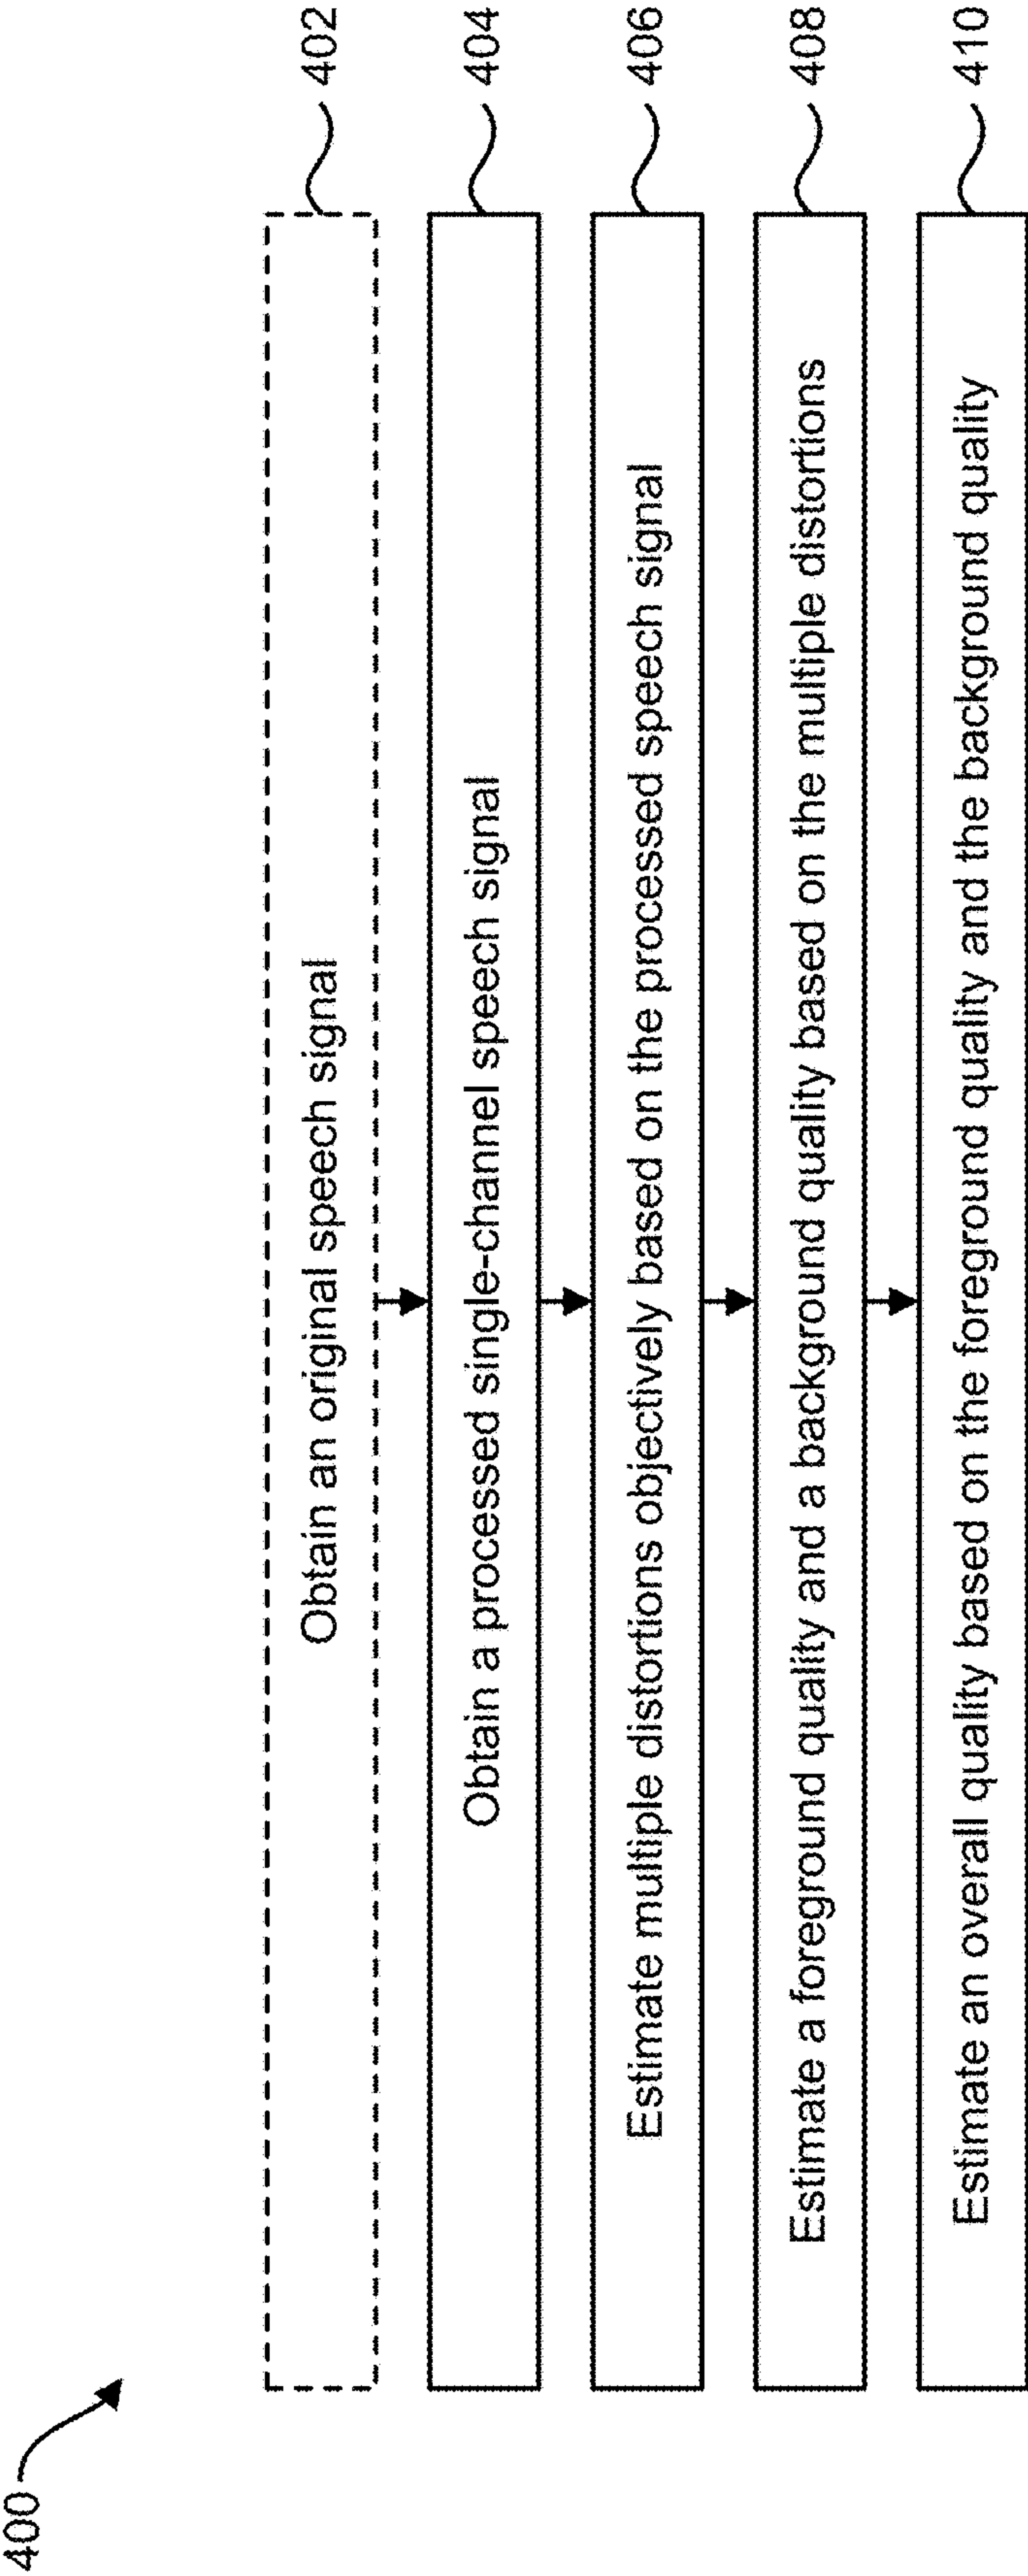 400
Obtain an original speech signal
402
Obtain a processed single-channel speech signal
404
Estimate multiple distortions objectively based on the processed speech signal
406
Estimate a foreground quality and a background quality based on the multiple distortions
408
Estimate an overall quality based on the foreground quality and the background quality
410